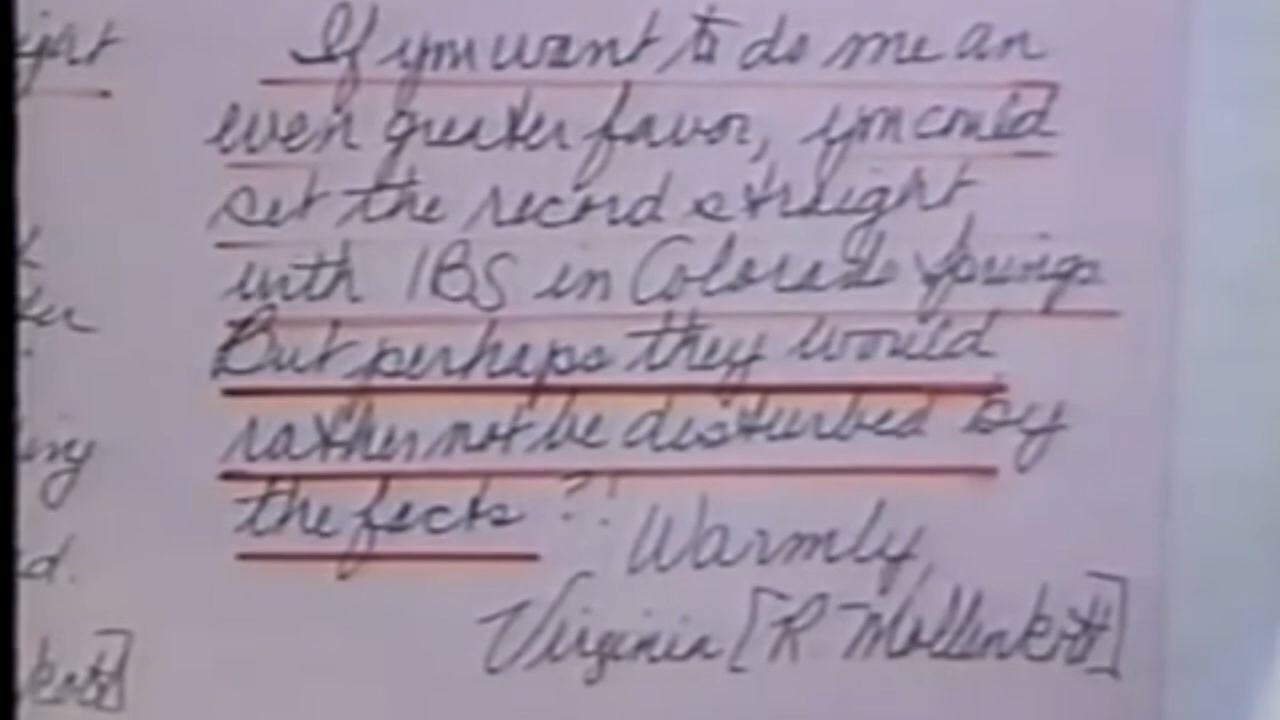 If you want to do me an
even greater favor, you could
set the record straight
with IBS in Colorado Springs
But perhaps they would
rather not be disturbed by
the facts?!
Warmly,
Virginia [R Mollenkott]